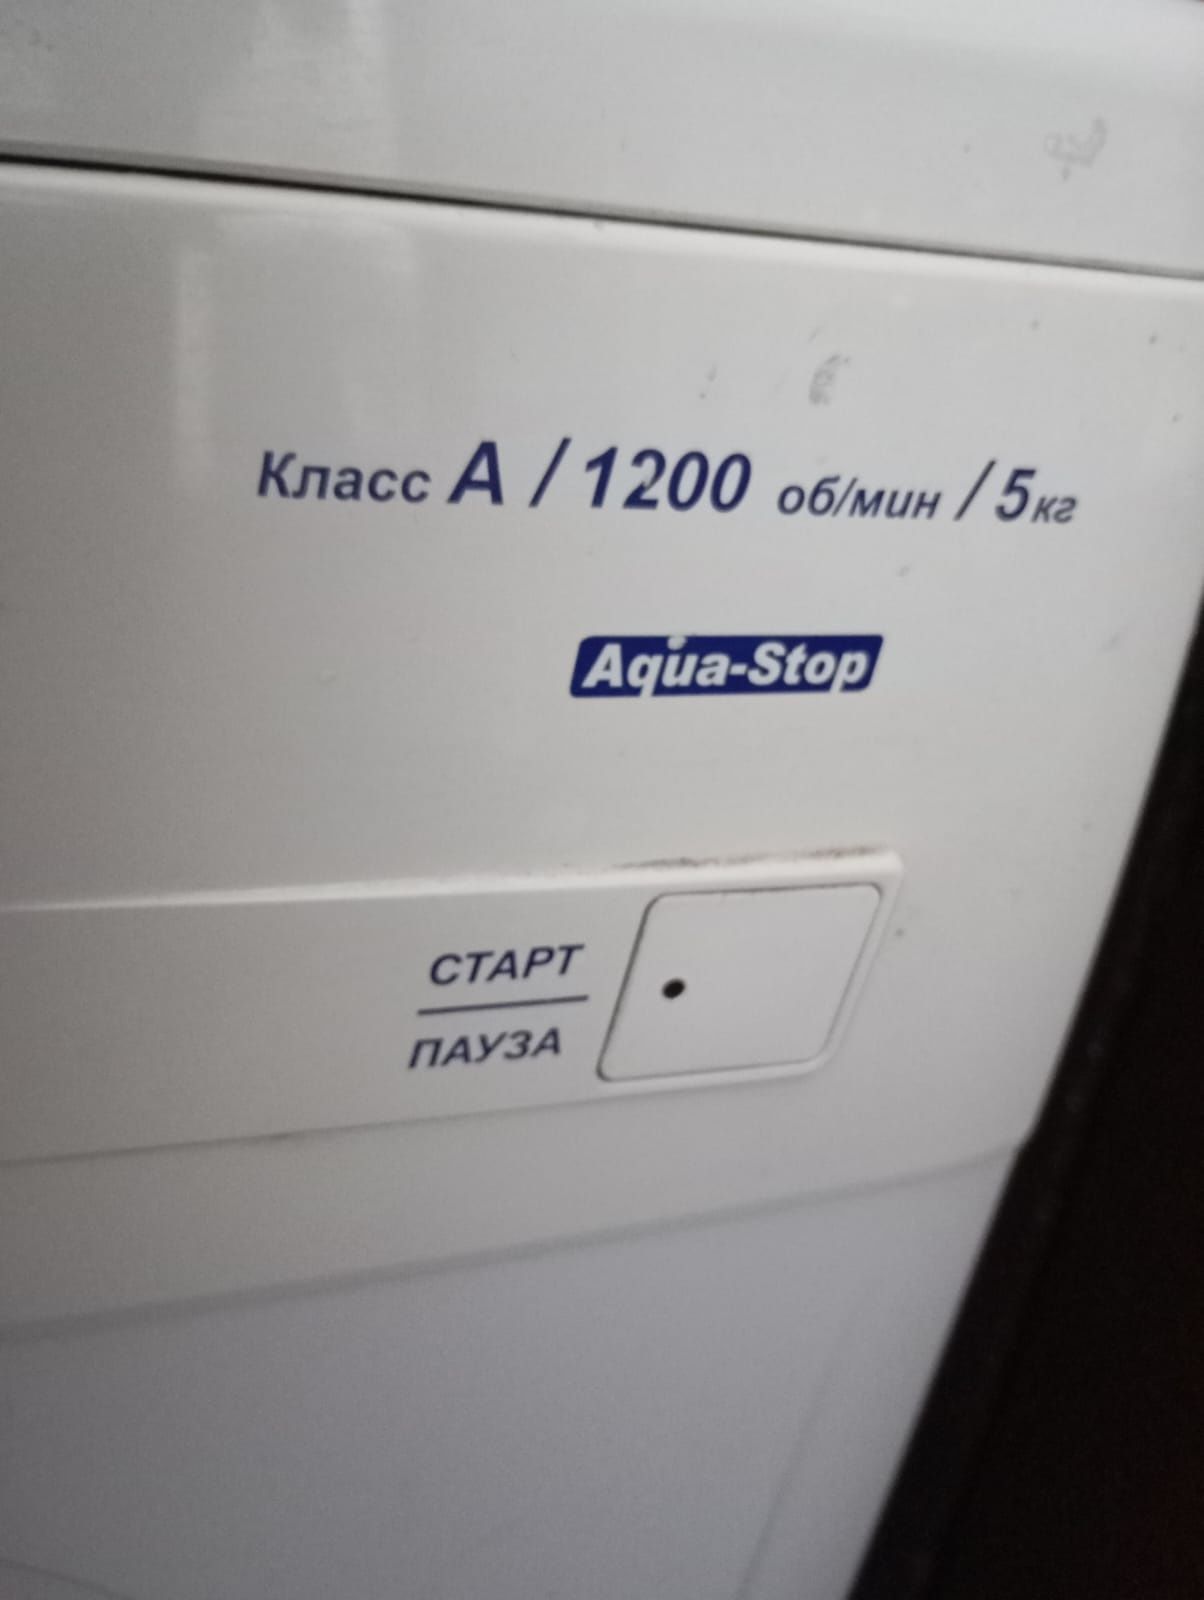 Класс A / 1200 об/мин / 5кг
Aqua-Stop
СТАРТ
ПАУЗА